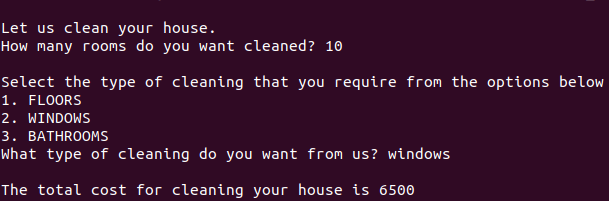 Let us clean your house.
How many rooms do you want cleaned? 10
Select the type of cleaning that you require from the options below
1. FLOORS
2. WINDOWS
3. BATHROOMS
What type of cleaning do you want from us? windows
The total cost for cleaning your house is 6500